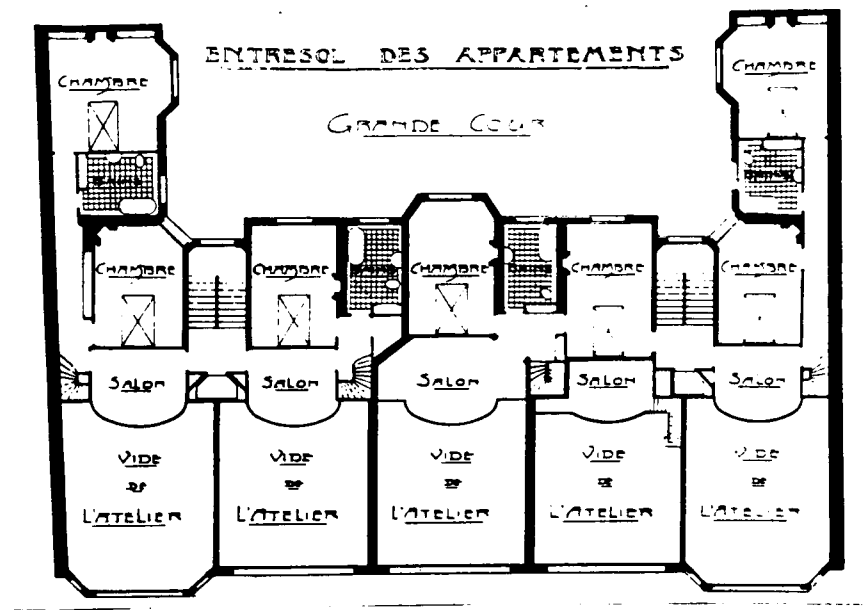 ENTRESOL DES APPARTEMENTS
GRANDE COUR
CHAMBRE
CHAMBRE
BAINS
CHAMBRE
CHAMBRE
BAINS
CHAMBRE
BAINS
CHAMBRE
CHAMBRE
SALON
SALON
SALON
SALON
SALON
VIDE
DE
L'ATELIER
VIDE
DE
L'ATELIER
VIDE
DE
L'ATELIER
VIDE
DE
L'ATELIER
VIDE
DE
L'ATELIER